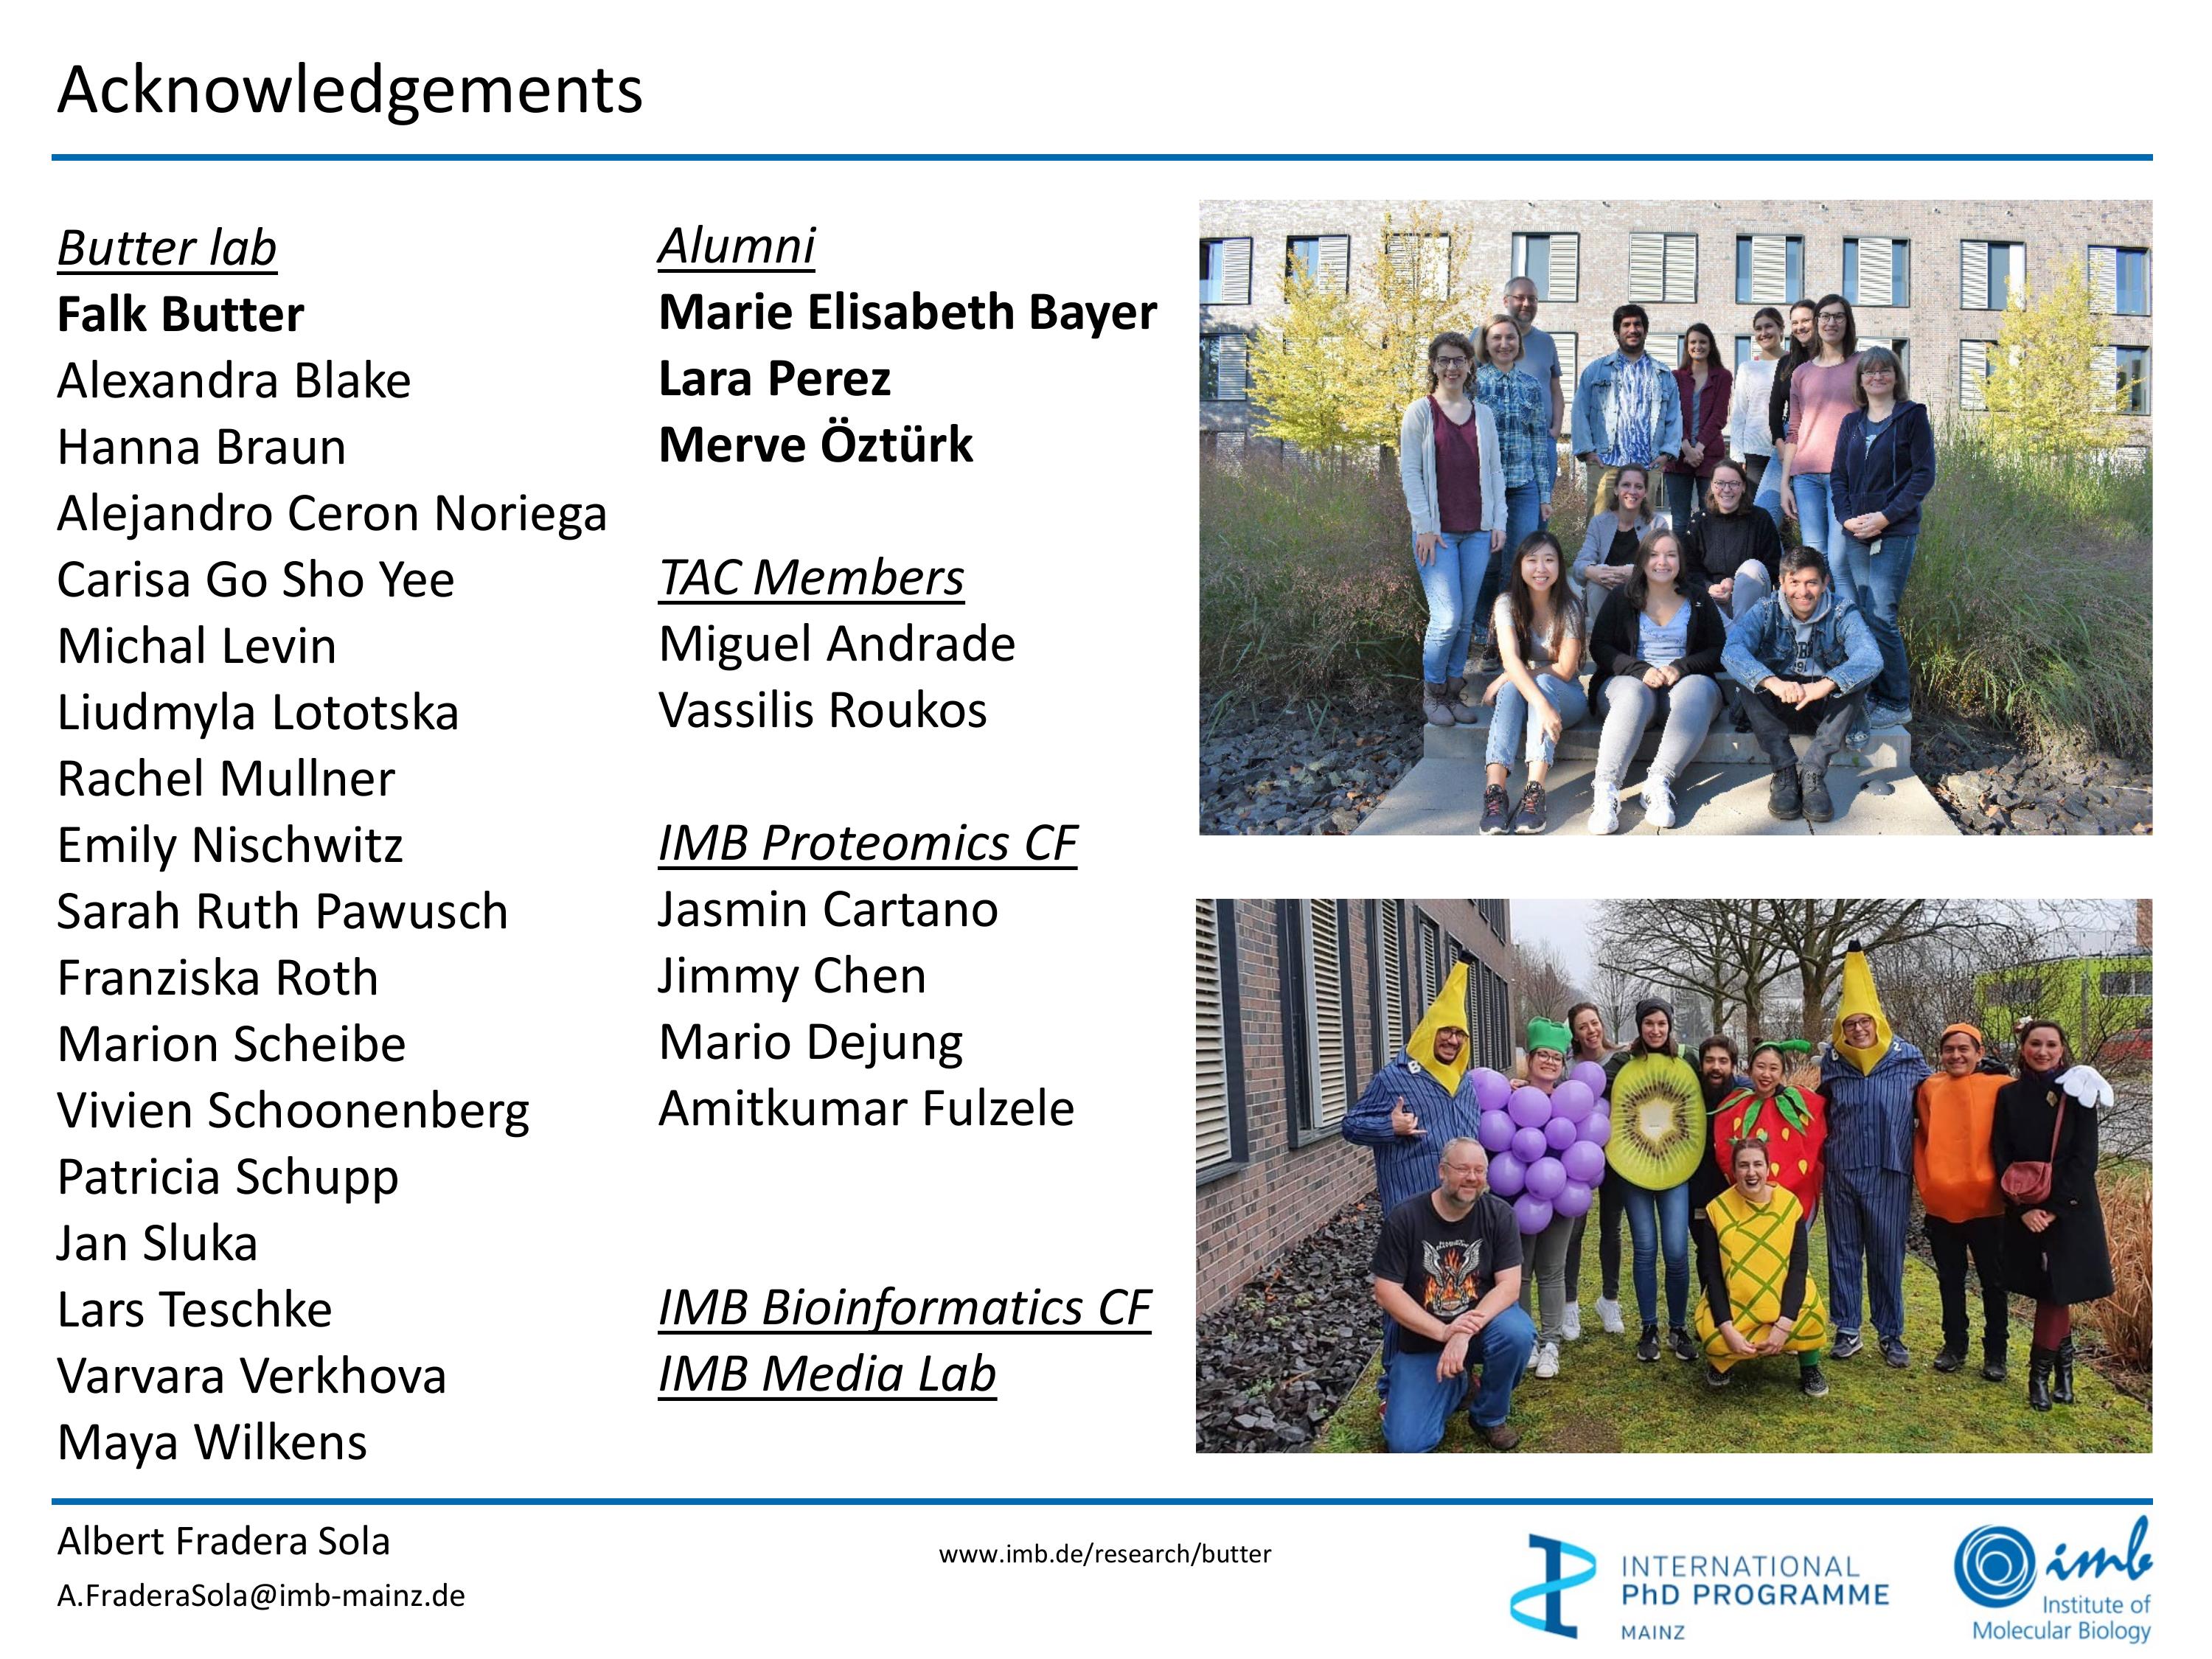 Acknowledgements
Butter lab
Falk Butter
Alexandra Blake
Hanna Braun
Alejandro Ceron Noriega
Carisa Go Sho Yee
Michal Levin
Liudmyla Lototska
Rachel Mullner
Emily Nischwitz
Sarah Ruth Pawusch
Franziska Roth
Marion Scheibe
Vivien Schoonenberg
Patricia Schupp
Jan Sluka
Lars Teschke
Varvara Verkhova
Maya Wilkens
Alumni
Marie Elisabeth Bayer
Lara Perez
Merve Öztürk
TAC Members
Miguel Andrade
Vassilis Roukos
IMB Proteomics CF
Jasmin Cartano
Jimmy Chen
Mario Dejung
Amitkumar Fulzele
IMB Bioinformatics CF
IMB Media Lab
Albert Fradera Sola
A.FraderaSola@imb-mainz.de
www.imb.de/research/butter
INTERNATIONAL
PhD PROGRAMME
MAINZ
imb
Institute of
Molecular Biology